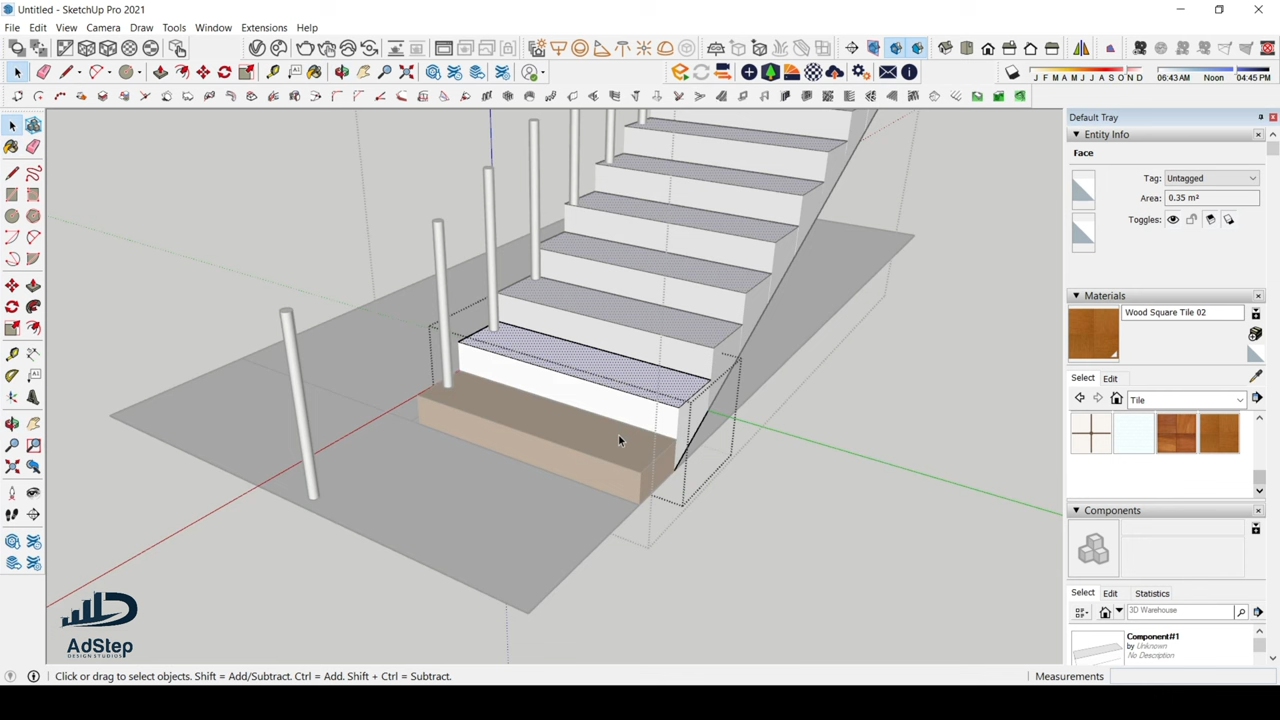 Untitled - SketchUp Pro 2021
File Edit View Camera Draw Tools Window Extensions Help
J F M A M J J A S O N D 06:43 AM Noon 04:45 PM
Default Tray
Entity Info
Face
Tag: Untagged
Area: 0.35 m²
Toggles:
Materials
Wood Square Tile 02
Select Edit
Tile
Components
Select Edit Statistics
3D Warehouse
Component#1
by Unknown
No Description
AdStep
DESIGN STUDIOS
Click or drag to select objects. Shift = Add/Subtract. Ctrl = Add. Shift + Ctrl = Subtract.
Measurements